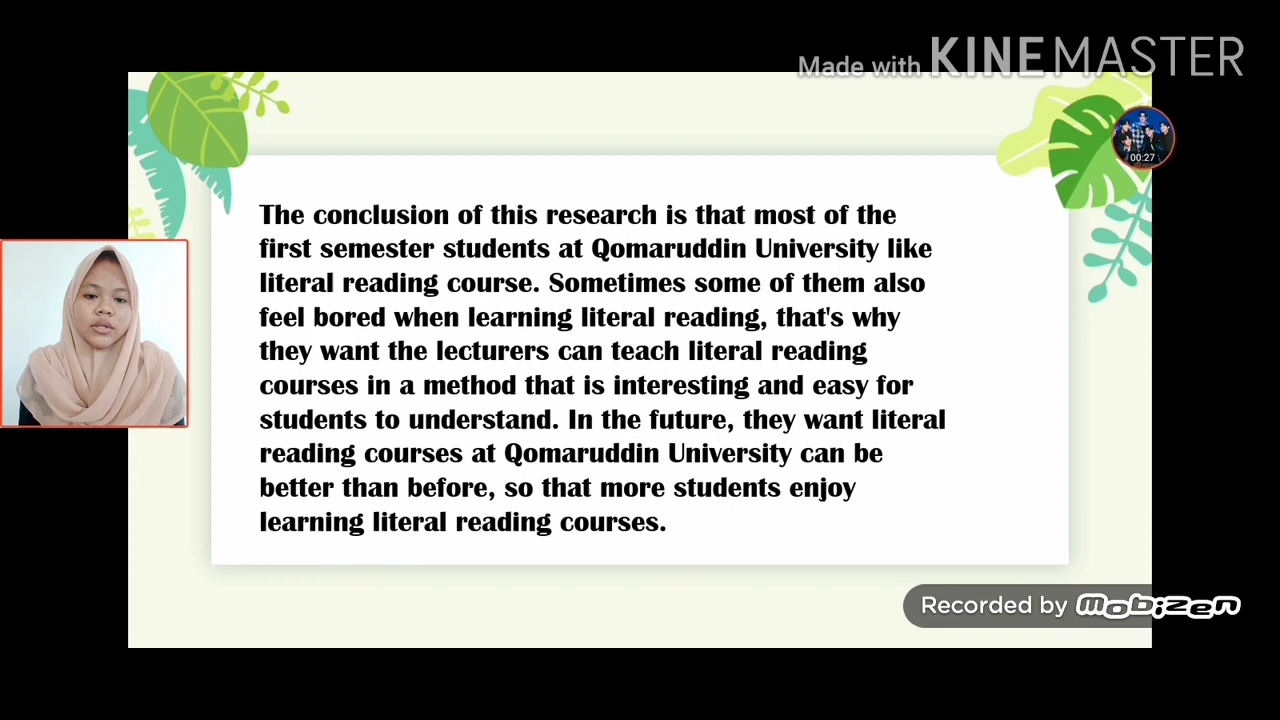 Made with KINEMASTER
00:27
The conclusion of this research is that most of the
first semester students at Qomaruddin University like
literal reading course. Sometimes some of them also
feel bored when learning literal reading, that's why
they want the lecturers can teach literal reading
courses in a method that is interesting and easy for
students to understand. In the future, they want literal
reading courses at Qomaruddin University can be
better than before, so that more students enjoy
learning literal reading courses.
Recorded by mobizen